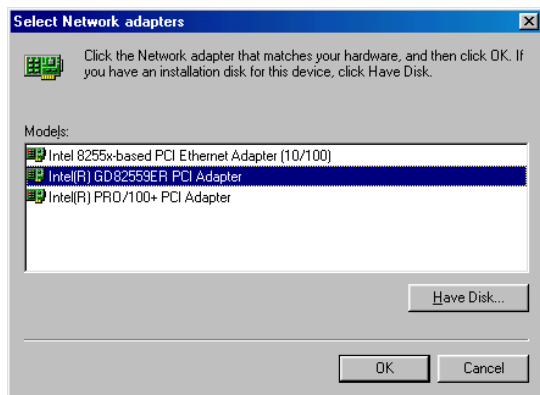 Select Network adapters
Click the Network adapter that matches your hardware, and then click OK. If
you have an installation disk for this device, click Have Disk.
Models:
Intel 8255x-based PCI Ethernet Adapter (10/100)
Intel(R) GD82559ER PCI Adapter
Intel(R) PRO/100+ PCI Adapter
Have Disk...
OK Cancel